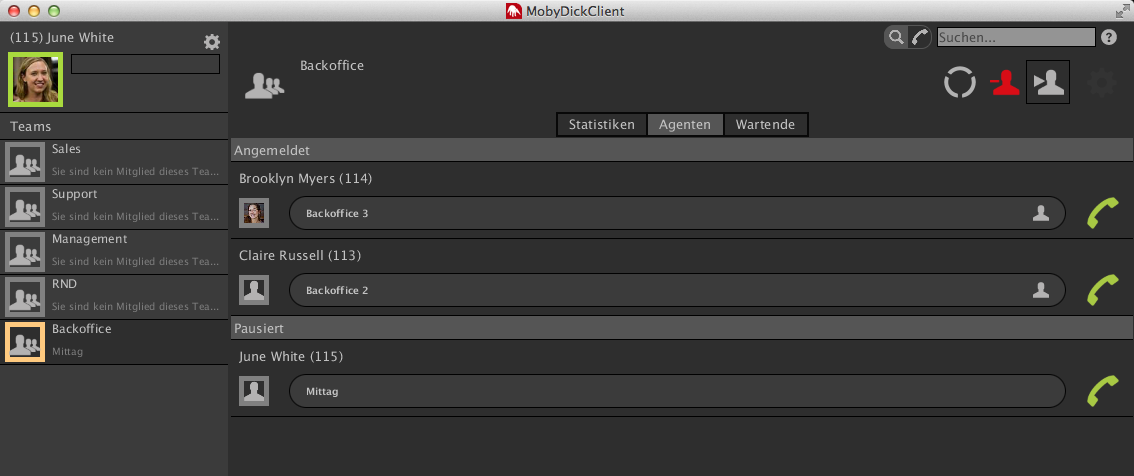 MobyDickClient
(115) June White
Teams
Sales
Sie sind kein Mitglied dieses Tea...
Support
Sie sind kein Mitglied dieses Tea...
Management
Sie sind kein Mitglied dieses Tea...
RND
Sie sind kein Mitglied dieses Tea...
Backoffice
Mittag
Suchen...
?
Backoffice
Statistiken Agenten Wartende
Angemeldet
Brooklyn Myers (114)
Backoffice 3
Claire Russell (113)
Backoffice 2
Pausiert
June White (115)
Mittag